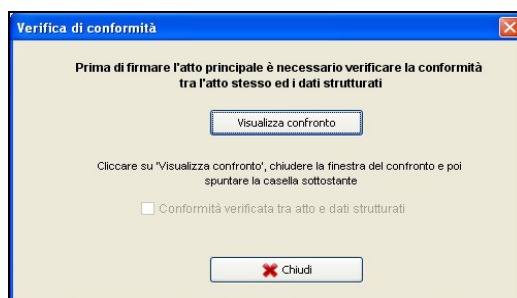 Verifica di conformità
Prima di firmare l'atto principale è necessario verificare la conformità
tra l'atto stesso ed i dati strutturati
Visualizza confronto
Cliccare su 'Visualizza confronto', chiudere la finestra del confronto e poi
spuntare la casella sottostante
Conformità verificata tra atto e dati strutturati
Chiudi